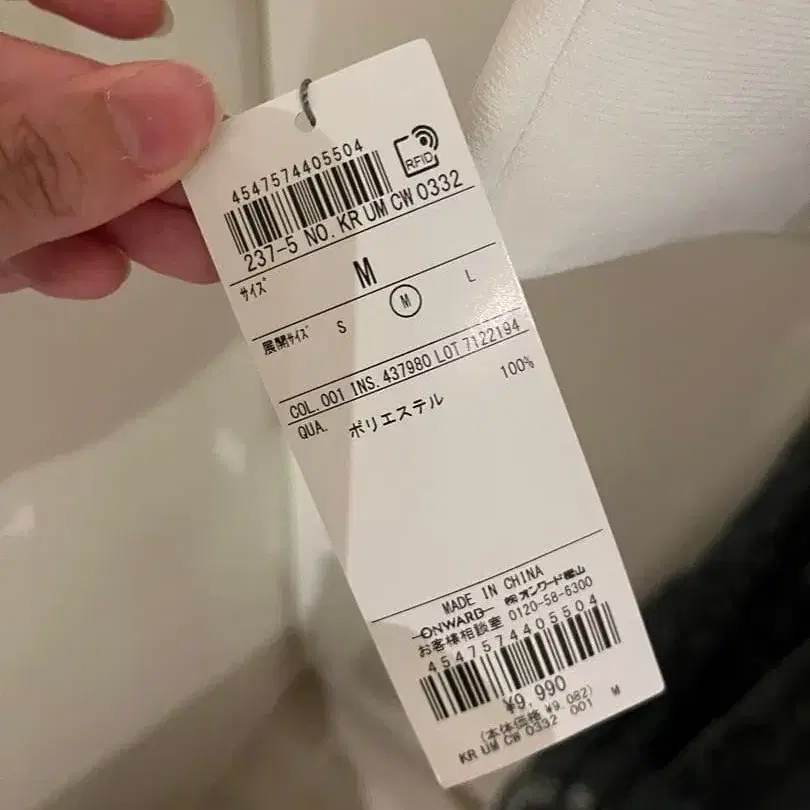 RFID
4547574405504
237-5 NO. KR UM CW 0332
サイズ M
展開サイズ S M L
COL. 001 INS. 437980 LOT 7122194
QUA. ポリエステル 100%
MADE IN CHINA
ONWARD ㈱オンワード樫山
お客様相談室 0120-58-6300
4547574405504
¥9,990
(本体価格 ¥9,082)
KR UM CW 0332 001 M